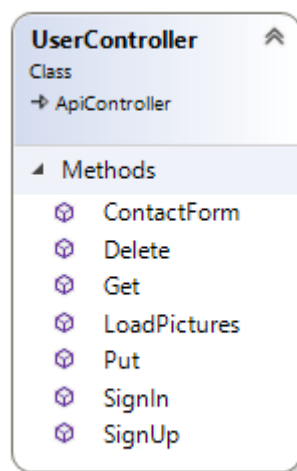 UserController
Class
ApiController
Methods
ContactForm
Delete
Get
LoadPictures
Put
SignIn
SignUp